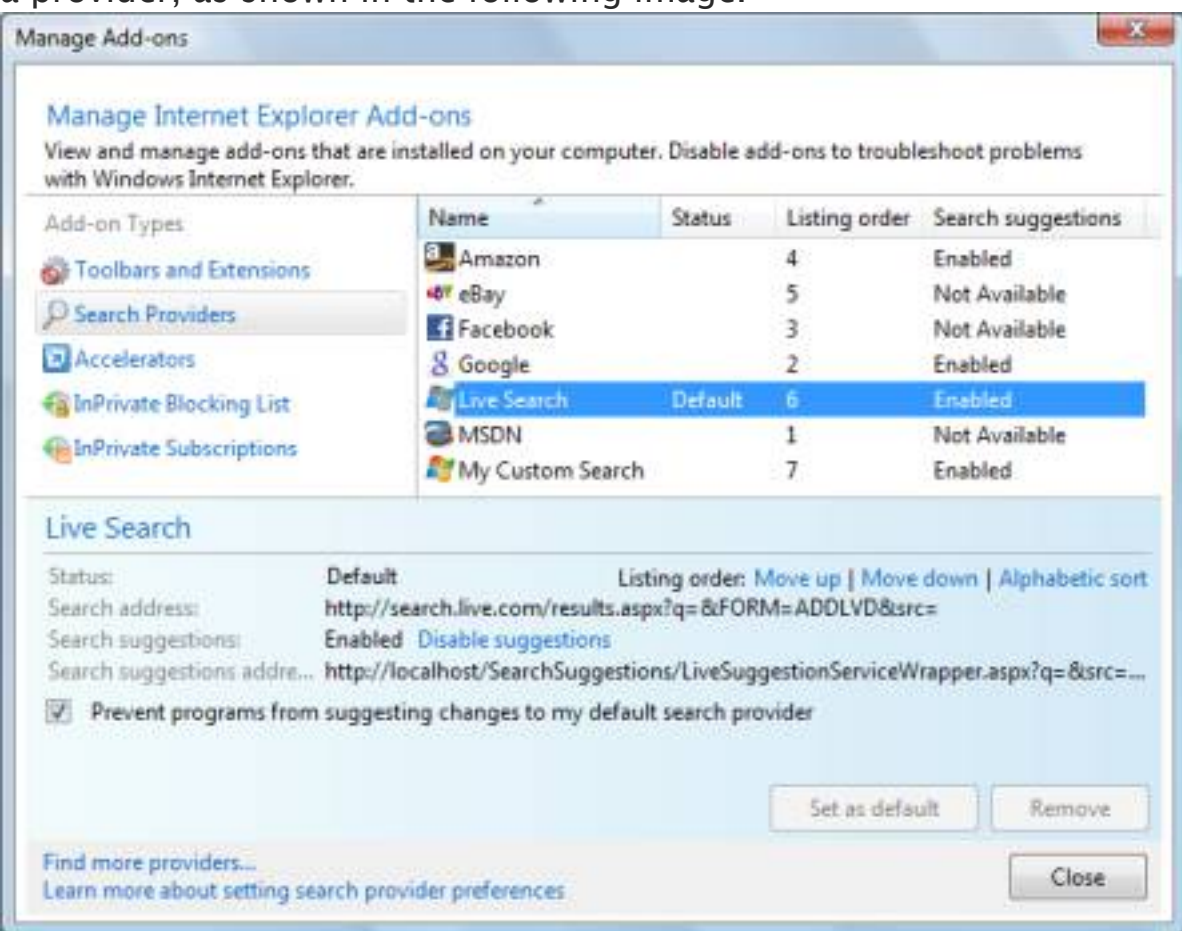 a provider, as shown in the following image.
Manage Add-ons
Manage Internet Explorer Add-ons
View and manage add-ons that are installed on your computer. Disable add-ons to troubleshoot problems
with Windows Internet Explorer.
Add-on Types
Toolbars and Extensions
Search Providers
Accelerators
InPrivate Blocking List
InPrivate Subscriptions
Name Status Listing order Search suggestions
Amazon 4 Enabled
eBay 5 Not Available
Facebook 3 Not Available
Google 2 Enabled
Live Search Default 6 Enabled
MSDN 1 Not Available
My Custom Search 7 Enabled
Live Search
Status: Default Listing order: Move up | Move down | Alphabetic sort
Search address: http://search.live.com/results.aspx?q=&FORM=ADDLVD&src=
Search suggestions: Enabled Disable suggestions
Search suggestions addre... http://localhost/SearchSuggestions/LiveSuggestionServiceWrapper.aspx?q=&src=...
Prevent programs from suggesting changes to my default search provider
Set as default Remove
Find more providers...
Learn more about setting search provider preferences
Close